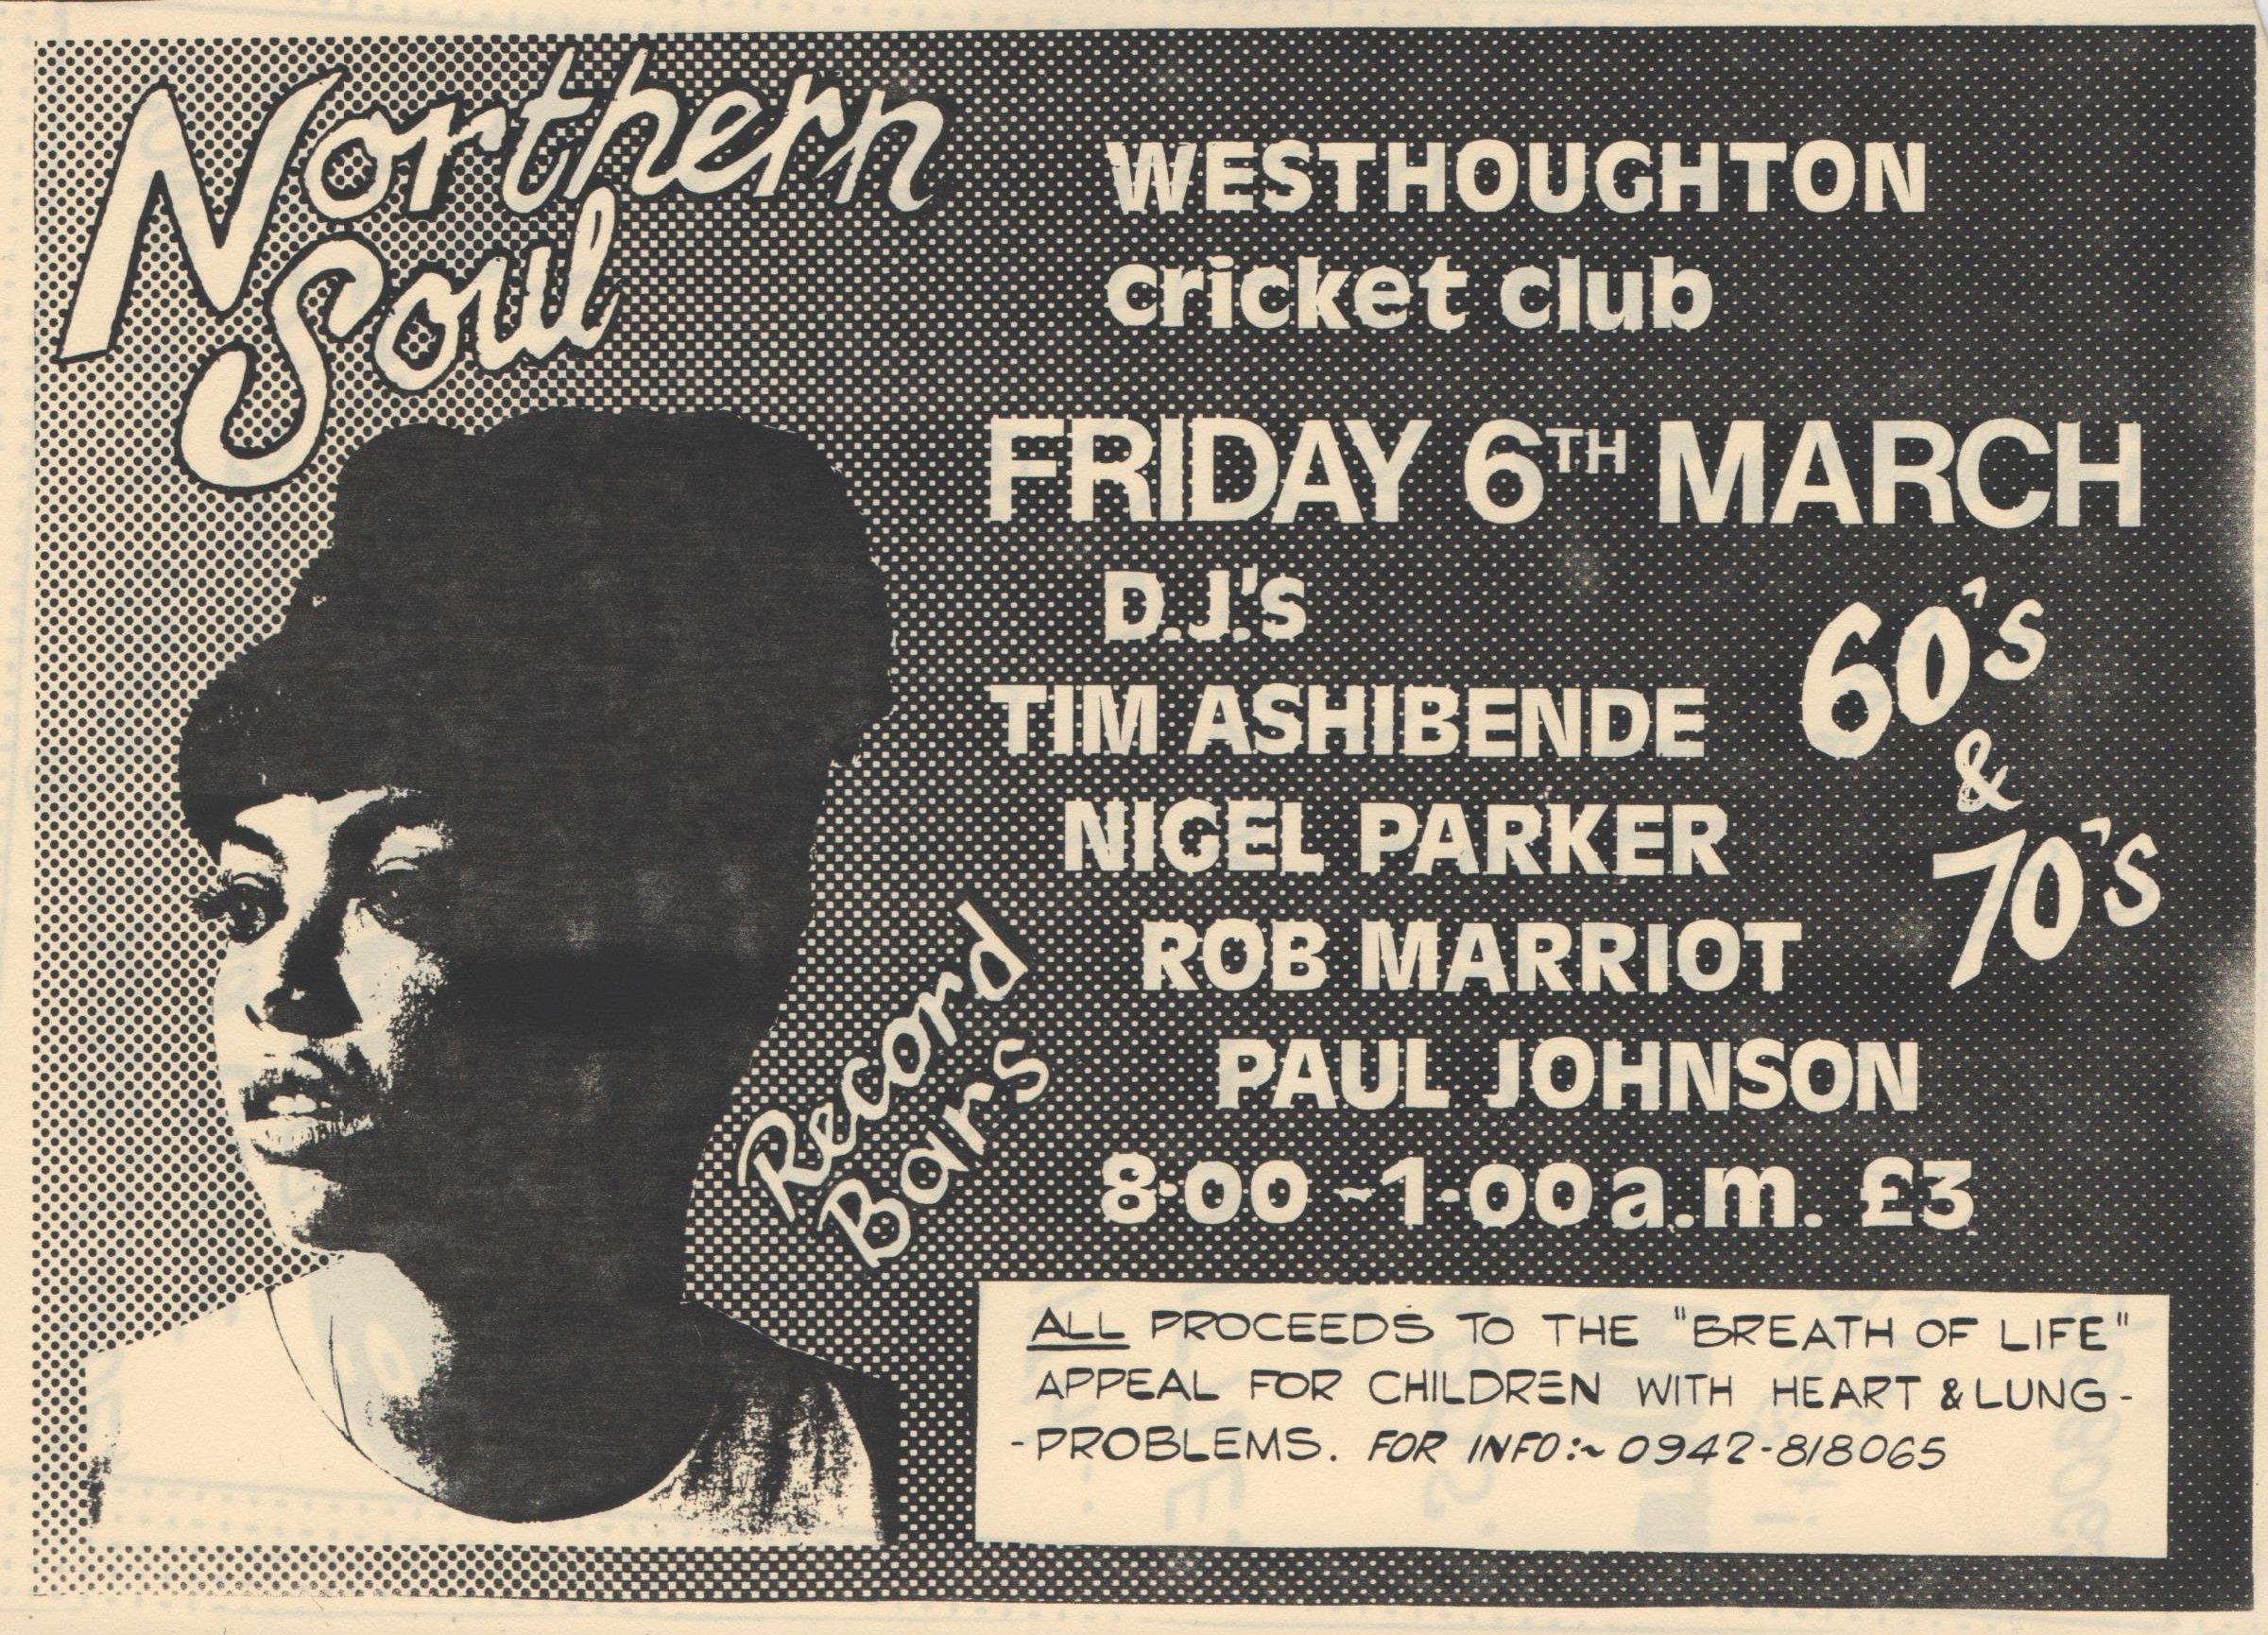 Northern
Soul
WESTHOUGHTON
cricket club
FRIDAY 6TH MARCH
D.J.'s
TIM ASHIBENDE
NIGEL PARKER
ROB MARRIOT
PAUL JOHNSON
60's
&
70's
Record
Bars
8·00 ~ 1·00 a.m. £3
ALL PROCEEDS TO THE "BREATH OF LIFE"
APPEAL FOR CHILDREN WITH HEART & LUNG-
-PROBLEMS. FOR INFO:~ 0942-818065